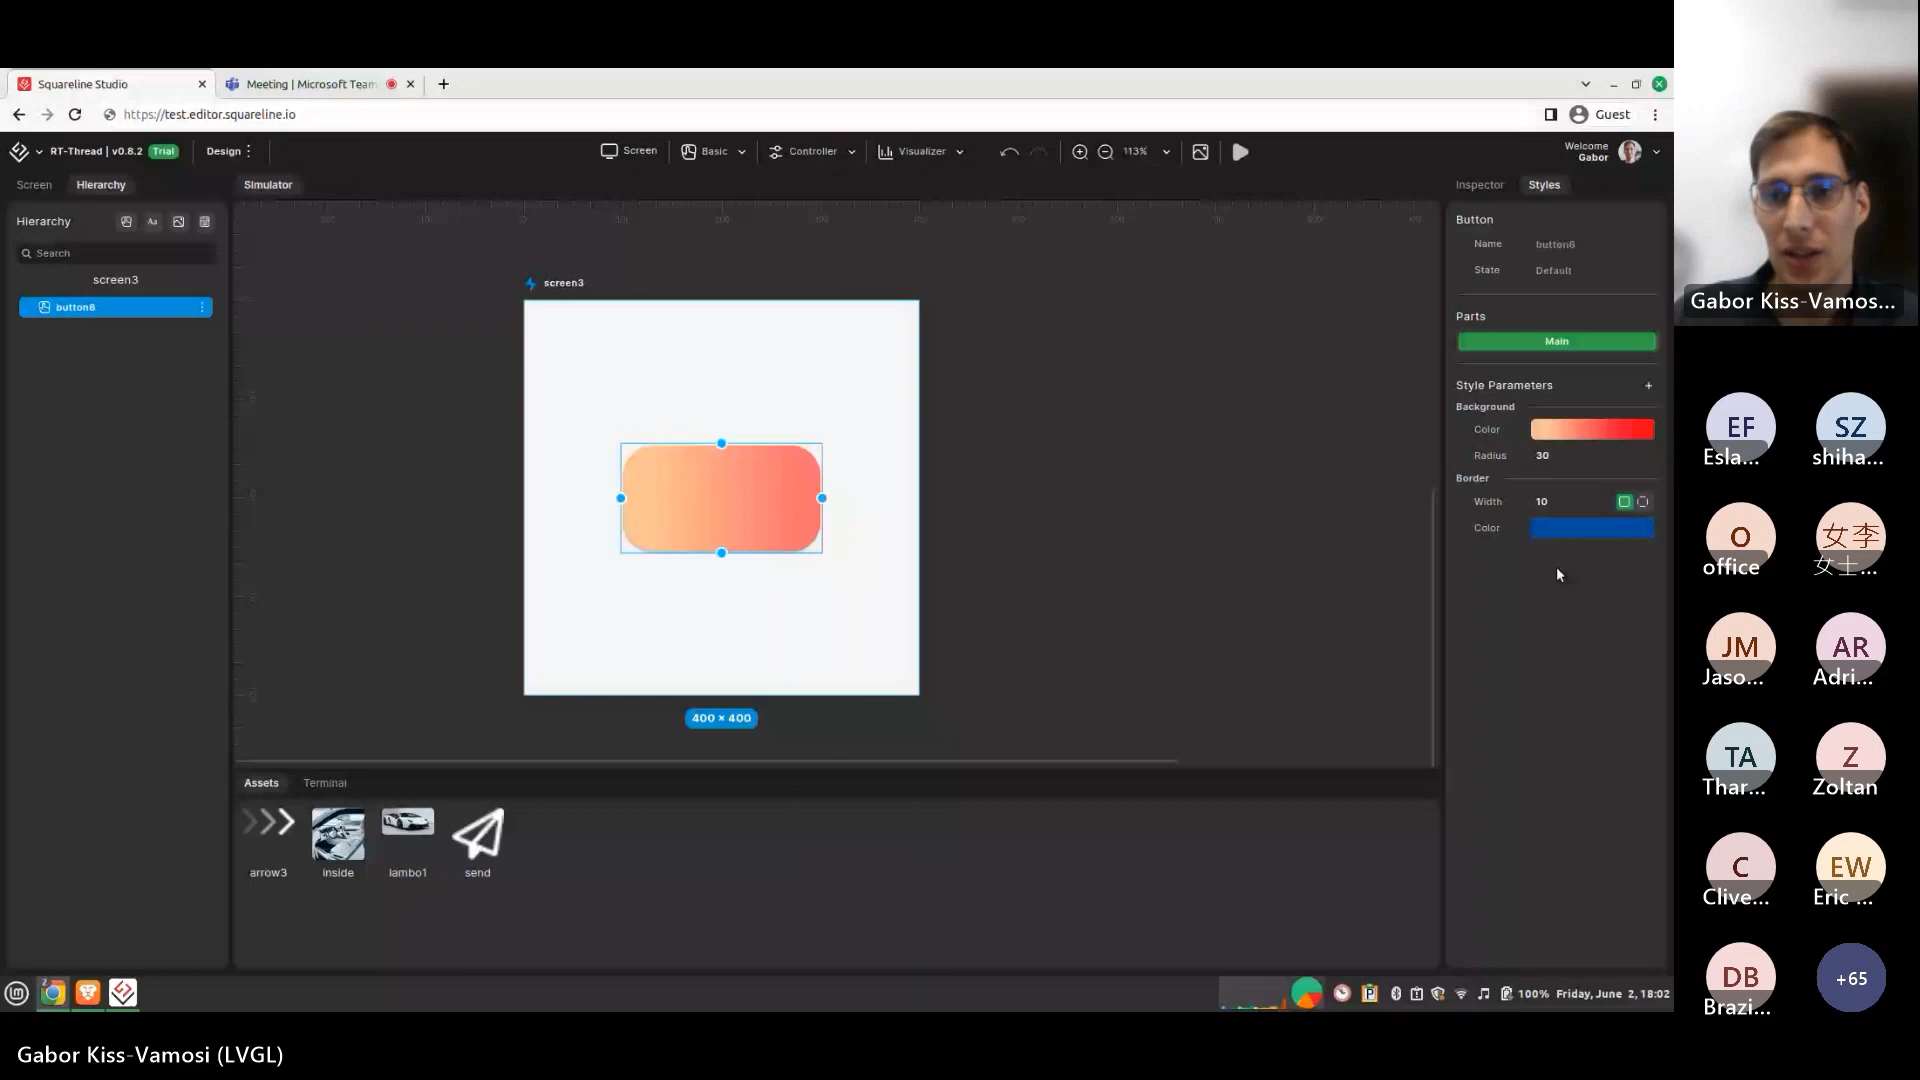 Squareline Studio
Meeting | Microsoft Team
https://test.editor.squareline.io
Guest
RT-Thread | v0.8.2
Trial
Design
Screen
Basic
Controller
Visualizer
113%
Welcome
Gabor
Screen
Hierarchy
Simulator
Inspector
Styles
Hierarchy
Aa
Search
screen3
button6
screen3
400 × 400
Button
Name
button6
State
Default
Parts
Main
Style Parameters
Background
Color
Radius
30
Border
Width
10
Color
Assets
Terminal
arrow3
inside
lambo1
send
2
P
100%
Friday, June 2, 18:02
Gabor Kiss-Vamosi (LVGL)
Gabor Kiss-Vamos...
EF
Esla...
SZ
shiha...
O
office
女李
女士...
JM
Jaso...
AR
Adri...
TA
Thar...
Z
Zoltan
C
Clive...
EW
Eric ...
DB
Brazi...
+65